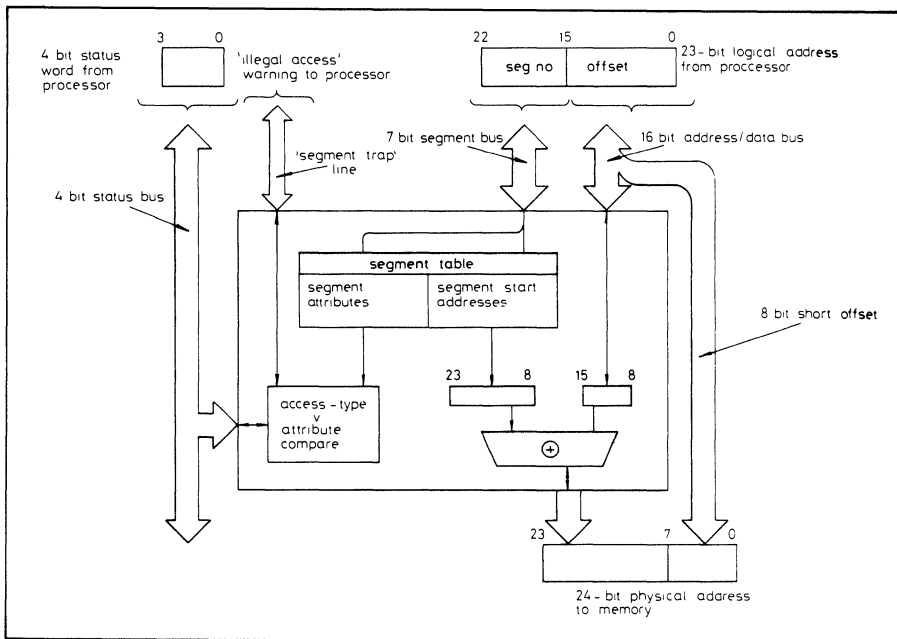 4 bit status
word from
processor
3 0
'illegal access'
warning to processor
22 15 0
seg no offset
23-bit logical address
from proccessor
7 bit segment bus
16 bit address/data bus
'segment trap'
line
4 bit status bus
segment table
segment
attributes
segment start
addresses
8 bit short offset
23 8 15 8
access-type
v
attribute
compare
+
23 7 0
24-bit physical address
to memory